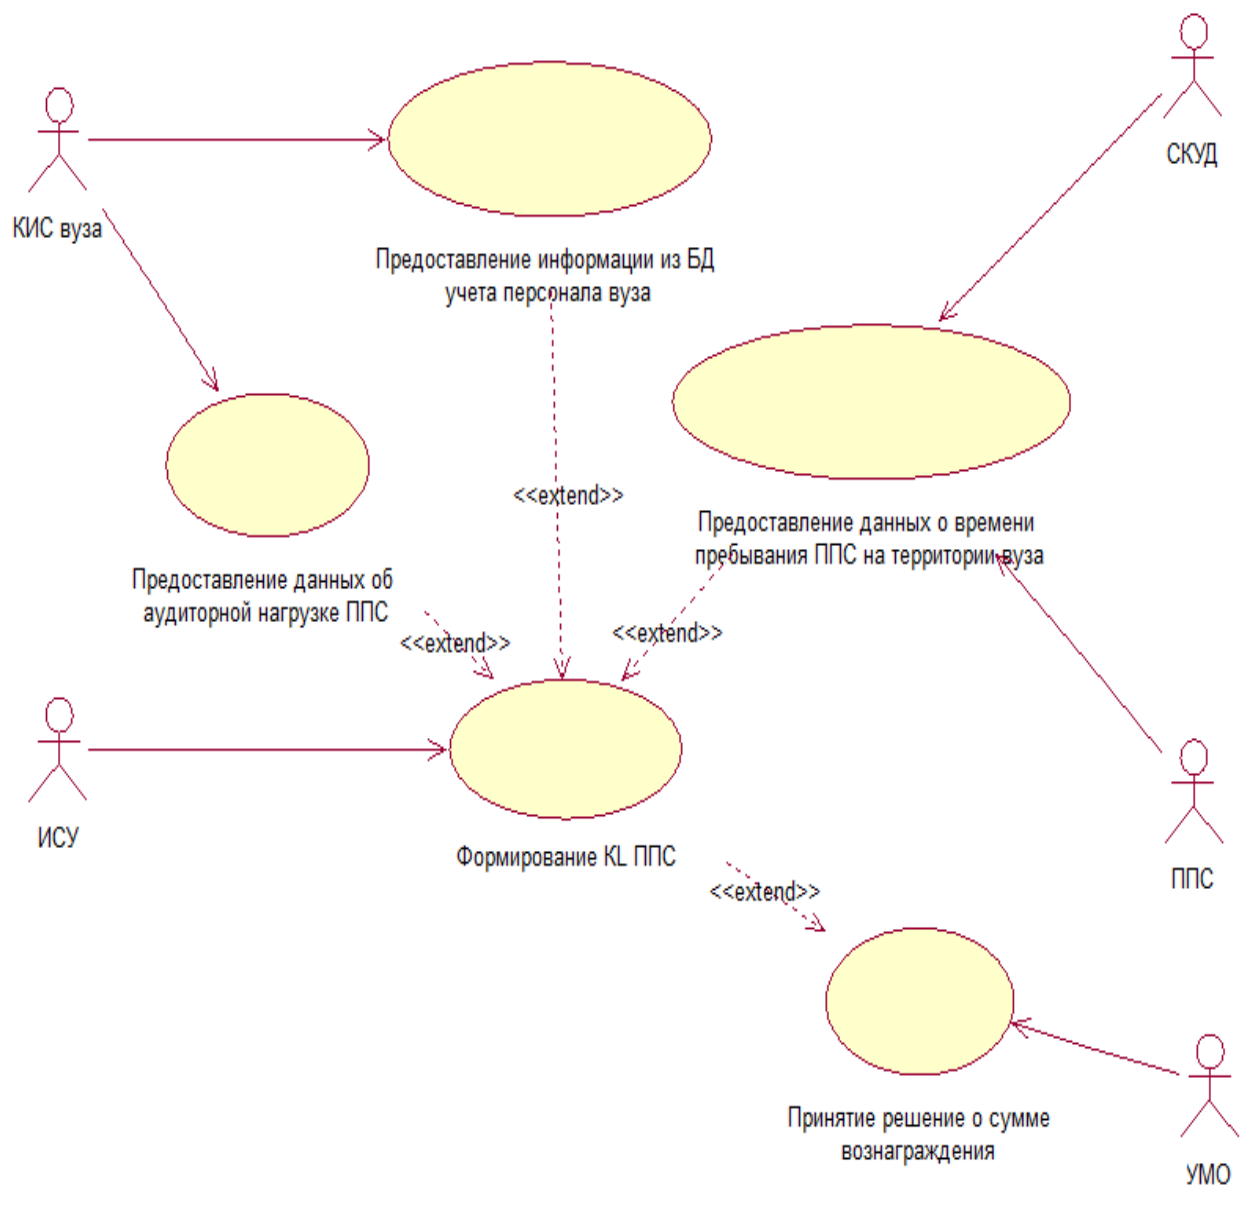 СКУД
КИС вуза
Предоставление информации из БД
учета персонала вуза
<<extend>>
Предоставление данных о времени
пребывания ППС на территории вуза
Предоставление данных об
аудиторной нагрузке ППС
<<extend>>
<<extend>>
ИСУ
Формирование KL ППС
ППС
<<extend>>
Принятие решение о сумме
вознаграждения
УМО